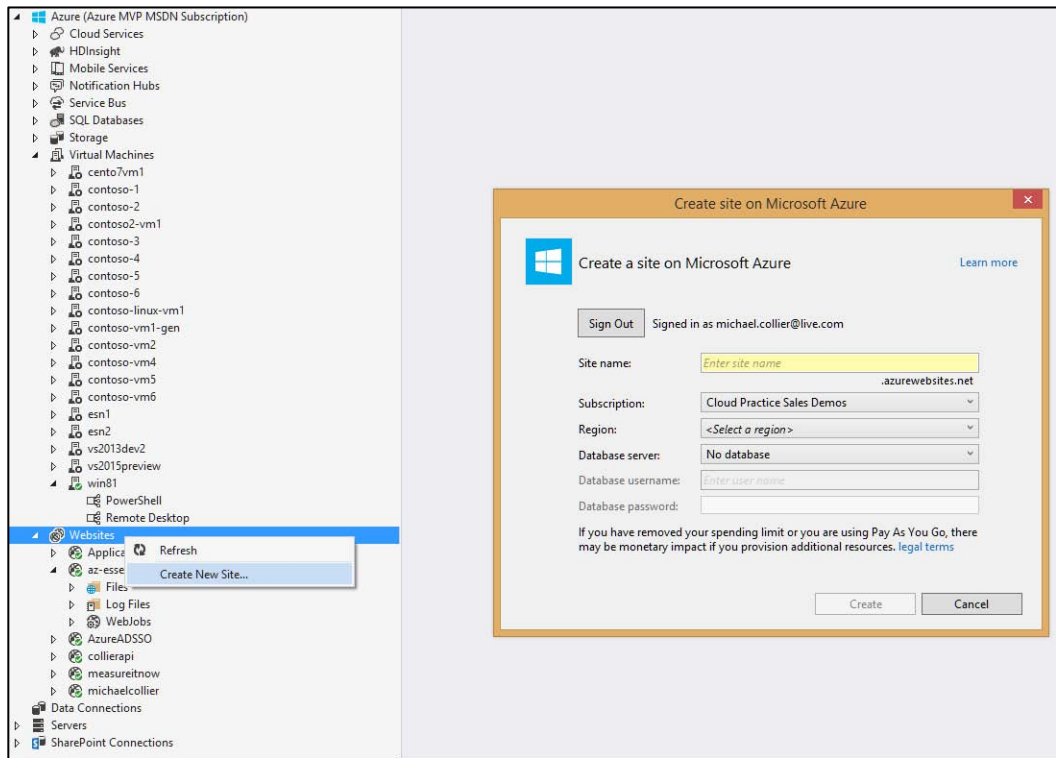 Azure (Azure MVP MSDN Subscription)
Cloud Services
HDInsight
Mobile Services
Notification Hubs
Service Bus
SQL Databases
Storage
Virtual Machines
cento7vm1
contoso-1
contoso-2
contoso2-vm1
contoso-3
contoso-4
contoso-5
contoso-6
contoso-linux-vm1
contoso-vm1-gen
contoso-vm2
contoso-vm4
contoso-vm5
contoso-vm6
esn1
esn2
vs2013dev2
vs2015preview
win81
PowerShell
Remote Desktop
Websites
Applica
az-esse
Files
Log Files
WebJobs
AzureADSSO
collierapi
measureitnow
michaelcollier
Data Connections
Servers
SharePoint Connections
Refresh
Create New Site...
Create site on Microsoft Azure
Create a site on Microsoft Azure
Learn more
Sign Out Signed in as michael.collier@live.com
Site name: Enter site name
.azurewebsites.net
Subscription: Cloud Practice Sales Demos
Region: <Select a region>
Database server: No database
Database username: Enter user name
Database password:
If you have removed your spending limit or you are using Pay As You Go, there
may be monetary impact if you provision additional resources. legal terms
Create Cancel